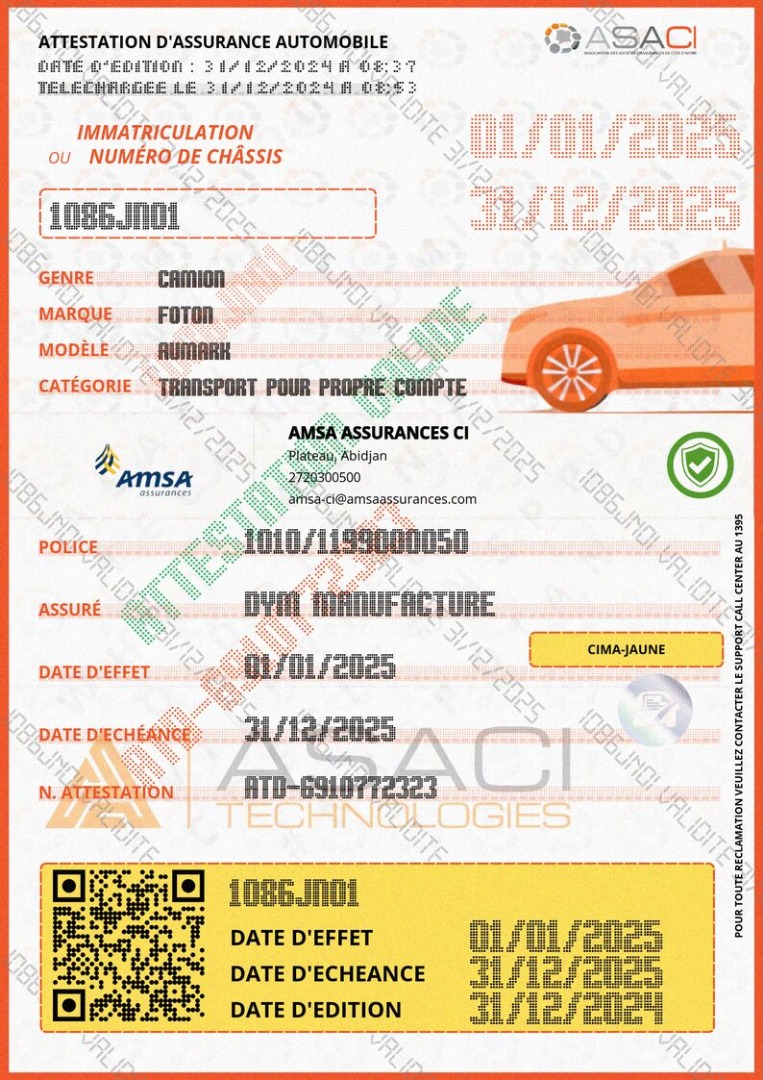 ATTESTATION D'ASSURANCE AUTOMOBILE
DATE D'EDITION : 31/12/2024 A 08:37
TELECHARGEE LE 31/12/2024 A 08:53
ASACI
ASSOCIATION DES SOCIETES D'ASSURANCES DE COTE D'IVOIRE
IMMATRICULATION
OU NUMÉRO DE CHÂSSIS
01/01/2025
31/12/2025
1086JN01
GENRE CAMION
MARQUE FOTON
MODÈLE AUMARK
CATÉGORIE TRANSPORT POUR PROPRE COMPTE
AMSA
assurances
AMSA ASSURANCES CI
Plateau, Abidjan
2720300500
amsa-ci@amsaassurances.com
POLICE 1010/1199000050
ASSURÉ DYM MANUFACTURE
CIMA-JAUNE
DATE D'EFFET 01/01/2025
DATE D'ECHÉANCE 31/12/2025
N. ATTESTATION ATD-6910772323
ASACI
TECHNOLOGIES
1086JN01
ATTESTATION ONLINE
ATD-6910772323
1086JN01 VALIDITE 31/12/2025
POUR TOUTE RECLAMATION VEUILLEZ CONTACTER LE SUPPORT CALL CENTER AU 1395
1086JN01
DATE D'EFFET 01/01/2025
DATE D'ECHEANCE 31/12/2025
DATE D'EDITION 31/12/2024